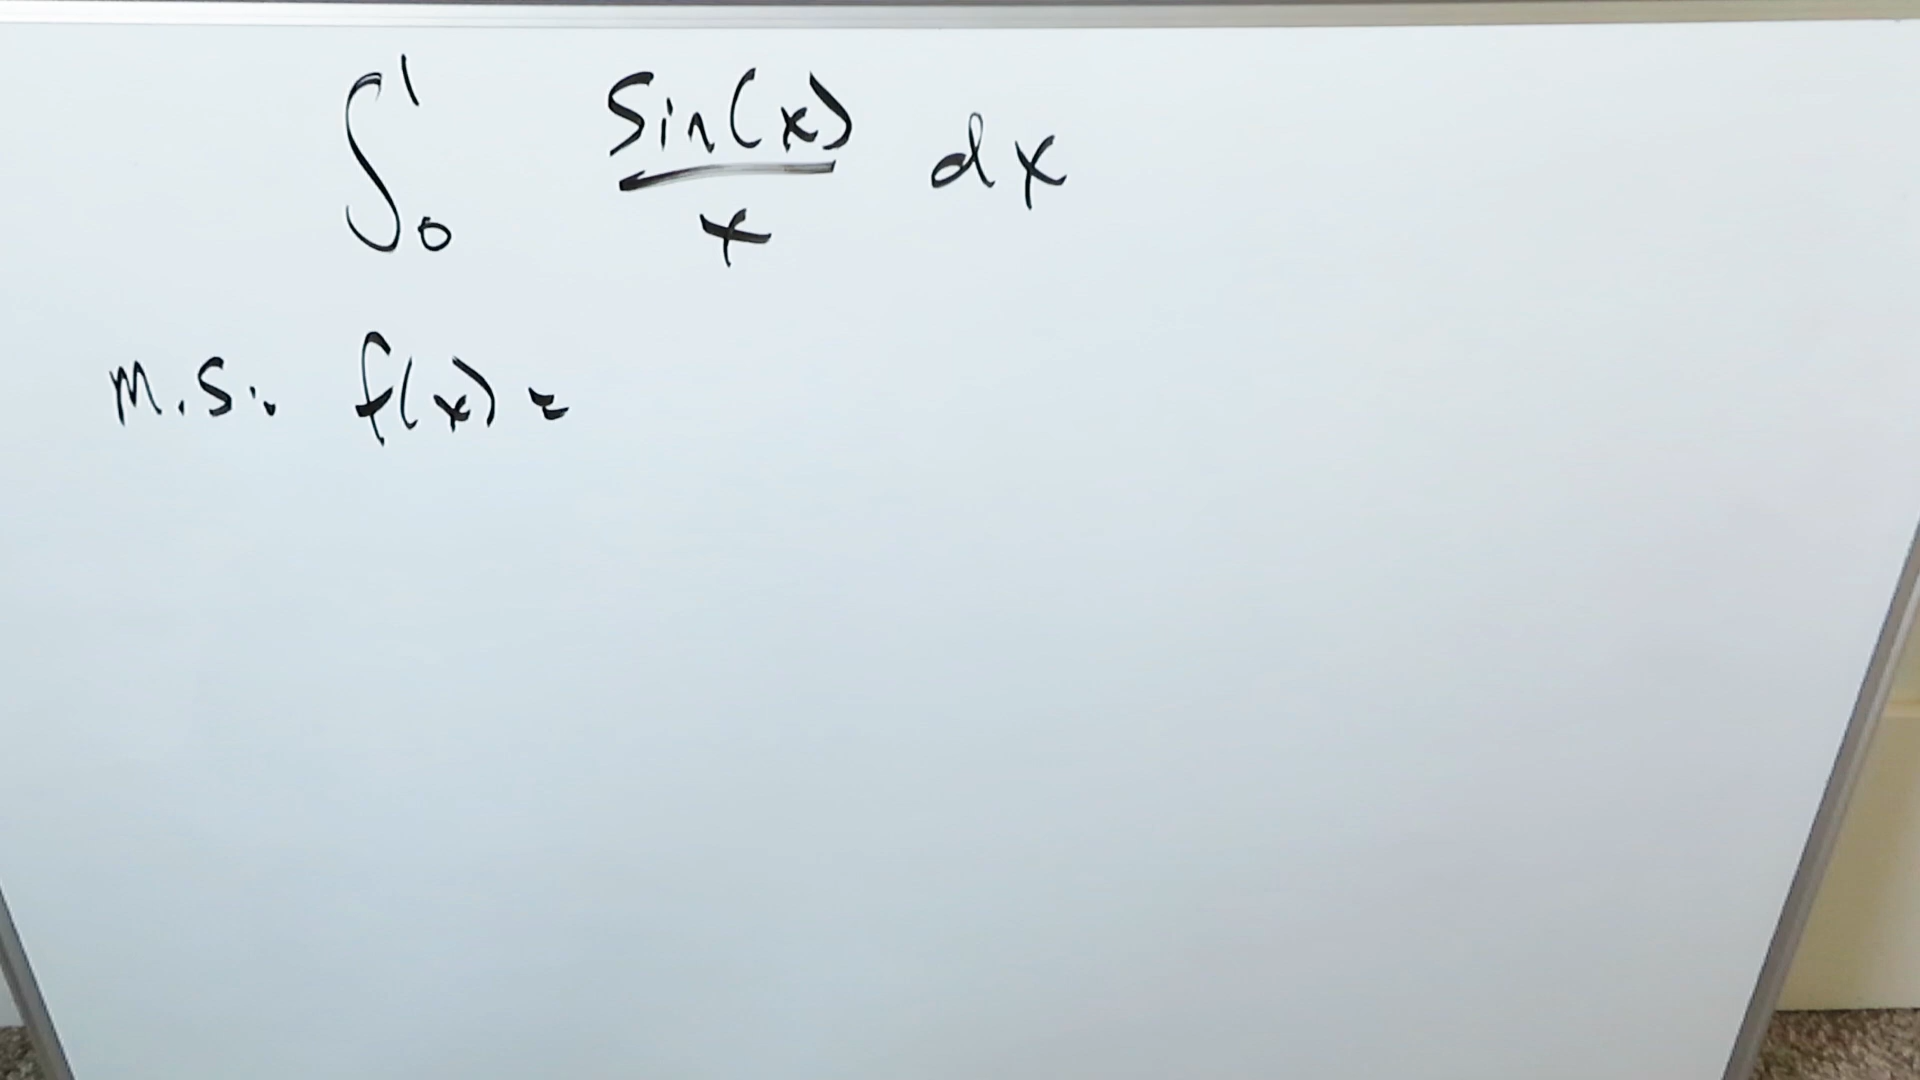 ∫₀¹ sin(x)/x dx
M.S.: f(x) =